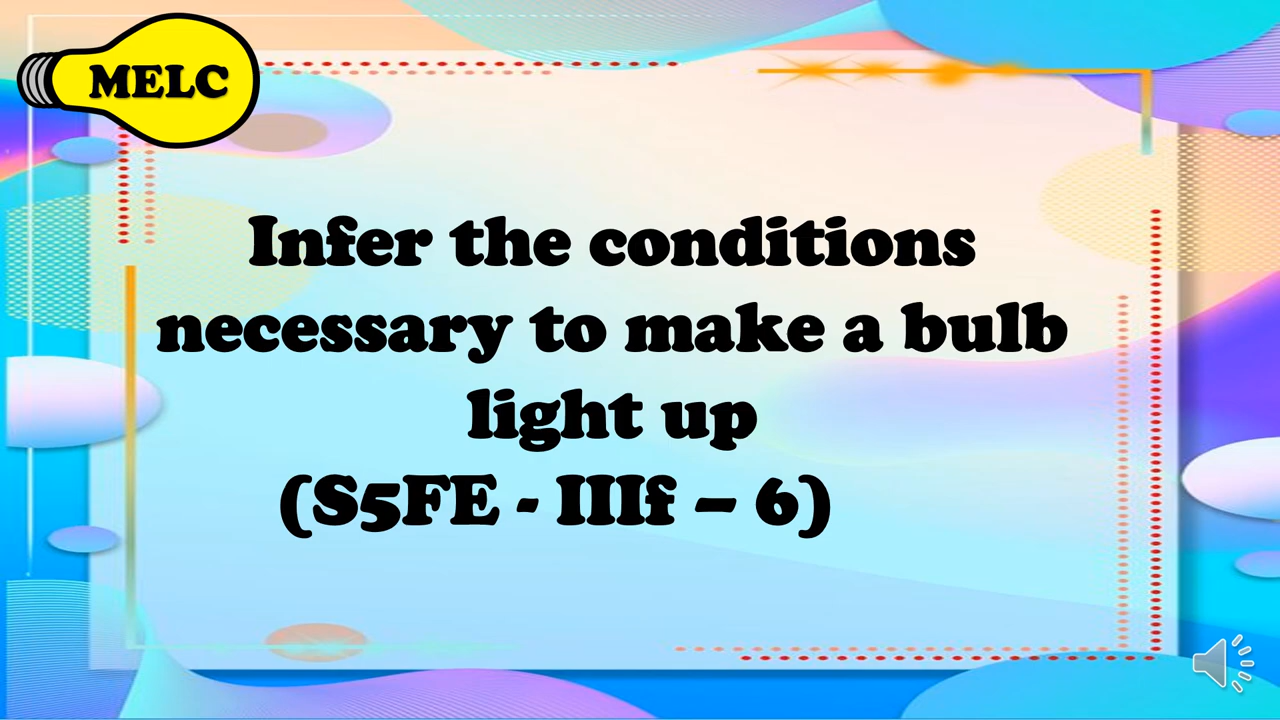 MELC
Infer the conditions
necessary to make a bulb
light up
(S5FE - IIIf – 6)